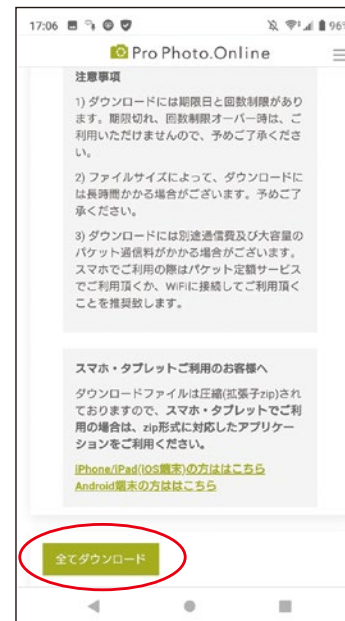 17:06
96%
Pro Photo.Online
注意事項
1) ダウンロードには期限日と回数制限があり
ます。期限切れ、回数制限オーバー時は、ご
利用いただけませんので、予めご了承くださ
い。
2) ファイルサイズによって、ダウンロードに
は長時間かかる場合がございます。予めご了
承ください。
3) ダウンロードには別途通信費及び大容量の
パケット通信料がかかる場合がございます。
スマホでご利用の際はパケット定額サービス
でご利用頂くか、WiFiに接続してご利用頂く
ことを推奨致します。
スマホ・タブレットご利用のお客様へ
ダウンロードファイルは圧縮(拡張子zip)され
ておりますので、スマホ・タブレットでご利
用の場合は、zip形式に対応したアプリケー
ションをご利用ください。
iPhone/iPad(iOS端末)の方ははこちら
Android端末の方ははこちら
全てダウンロード